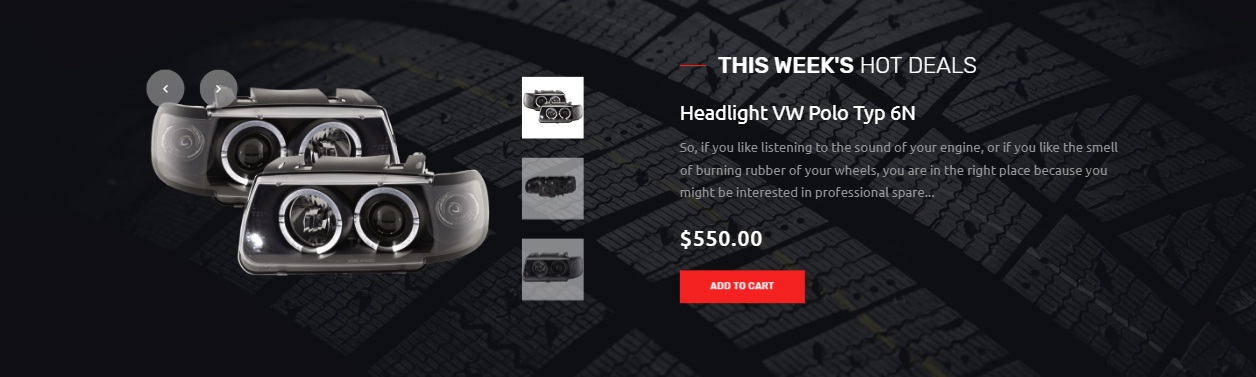 THIS WEEK'S HOT DEALS
Headlight VW Polo Typ 6N
So, if you like listening to the sound of your engine, or if you like the smell
of burning rubber of your wheels, you are in the right place because you
might be interested in professional spare...
$550.00
ADD TO CART